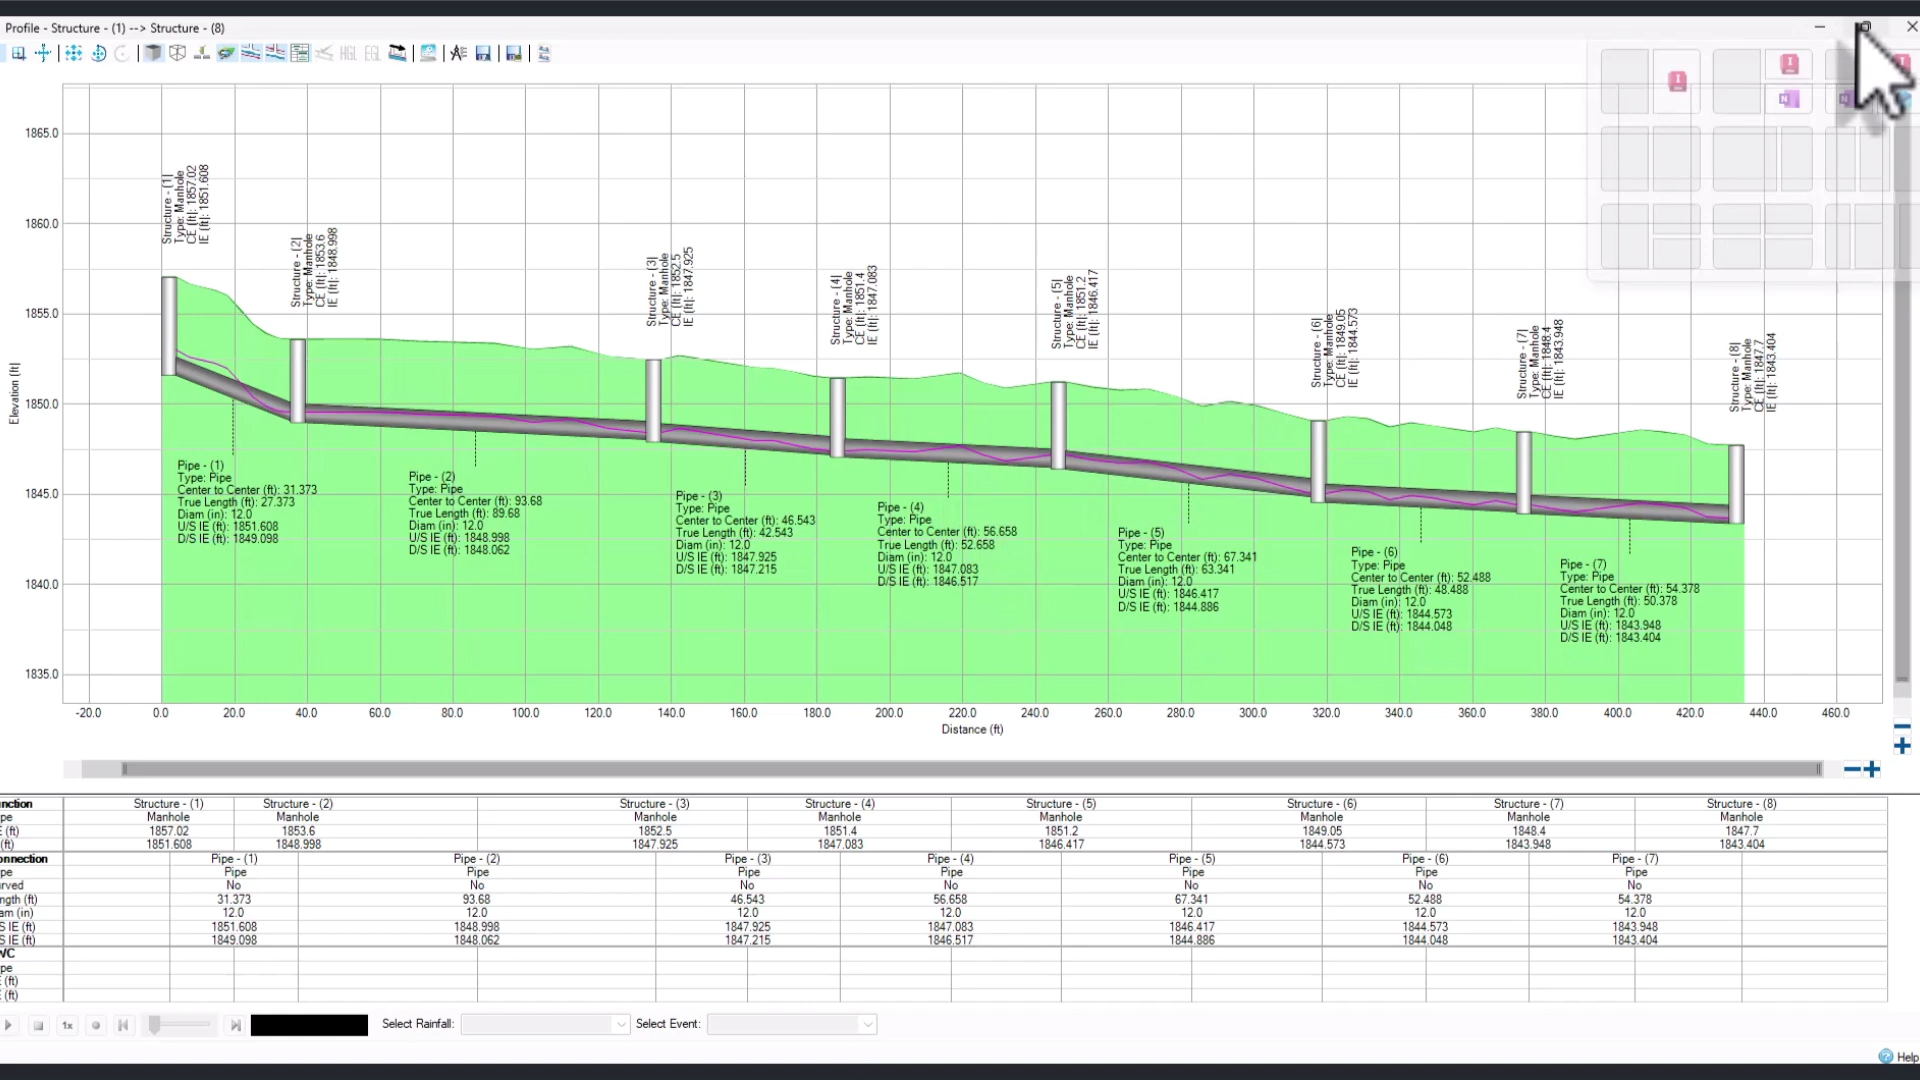 Profile - Structure - (1) --> Structure - (8)
1x
HGL EGL
Elevation (ft)
1865.0
1860.0
1855.0
1850.0
1845.0
1840.0
1835.0
Structure - (1)
Type: Manhole
CE (ft): 1857.02
IE (ft): 1851.608
Structure - (2)
Type: Manhole
CE (ft): 1853.6
IE (ft): 1848.998
Structure - (3)
Type: Manhole
CE (ft): 1852.5
IE (ft): 1847.925
Structure - (4)
Type: Manhole
CE (ft): 1851.4
IE (ft): 1847.083
Structure - (5)
Type: Manhole
CE (ft): 1851.2
IE (ft): 1846.417
Structure - (6)
Type: Manhole
CE (ft): 1849.05
IE (ft): 1844.573
Structure - (7)
Type: Manhole
CE (ft): 1848.4
IE (ft): 1843.948
Structure - (8)
Type: Manhole
CE (ft): 1847.7
IE (ft): 1843.404
Pipe - (1)
Type: Pipe
Center to Center (ft): 31.373
True Length (ft): 27.373
Diam (in): 12.0
U/S IE (ft): 1851.608
D/S IE (ft): 1849.098
Pipe - (2)
Type: Pipe
Center to Center (ft): 93.68
True Length (ft): 89.68
Diam (in): 12.0
U/S IE (ft): 1848.998
D/S IE (ft): 1848.062
Pipe - (3)
Type: Pipe
Center to Center (ft): 46.543
True Length (ft): 42.543
Diam (in): 12.0
U/S IE (ft): 1847.925
D/S IE (ft): 1847.215
Pipe - (4)
Type: Pipe
Center to Center (ft): 56.658
True Length (ft): 52.658
Diam (in): 12.0
U/S IE (ft): 1847.083
D/S IE (ft): 1846.517
Pipe - (5)
Type: Pipe
Center to Center (ft): 67.341
True Length (ft): 63.341
Diam (in): 12.0
U/S IE (ft): 1846.417
D/S IE (ft): 1844.886
Pipe - (6)
Type: Pipe
Center to Center (ft): 52.488
True Length (ft): 48.488
Diam (in): 12.0
U/S IE (ft): 1844.573
D/S IE (ft): 1844.048
Pipe - (7)
Type: Pipe
Center to Center (ft): 54.378
True Length (ft): 50.378
Diam (in): 12.0
U/S IE (ft): 1843.948
D/S IE (ft): 1843.404
-20.0 0.0 20.0 40.0 60.0 80.0 100.0 120.0 140.0 160.0 180.0 200.0 220.0 240.0 260.0 280.0 300.0 320.0 340.0 360.0 380.0 400.0 420.0 440.0 460.0
Distance (ft)
nction Structure - (1) Structure - (2) Structure - (3) Structure - (4) Structure - (5) Structure - (6) Structure - (7) Structure - (8)
pe Manhole Manhole Manhole Manhole Manhole Manhole Manhole Manhole
E (ft) 1857.02 1853.6 1852.5 1851.4 1851.2 1849.05 1848.4 1847.7
(ft) 1851.608 1848.998 1847.925 1847.083 1846.417 1844.573 1843.948 1843.404
onnection Pipe - (1) Pipe - (2) Pipe - (3) Pipe - (4) Pipe - (5) Pipe - (6) Pipe - (7)
pe Pipe Pipe Pipe Pipe Pipe Pipe Pipe
rved No No No No No No No
ngth (ft) 31.373 93.68 46.543 56.658 67.341 52.488 54.378
am (in) 12.0 12.0 12.0 12.0 12.0 12.0 12.0
S IE (ft) 1851.608 1848.998 1847.925 1847.083 1846.417 1844.573 1843.948
S IE (ft) 1849.098 1848.062 1847.215 1846.517 1844.886 1844.048 1843.404
WC
pe
E (ft)
(ft)
Select Rainfall: Select Event:
Help